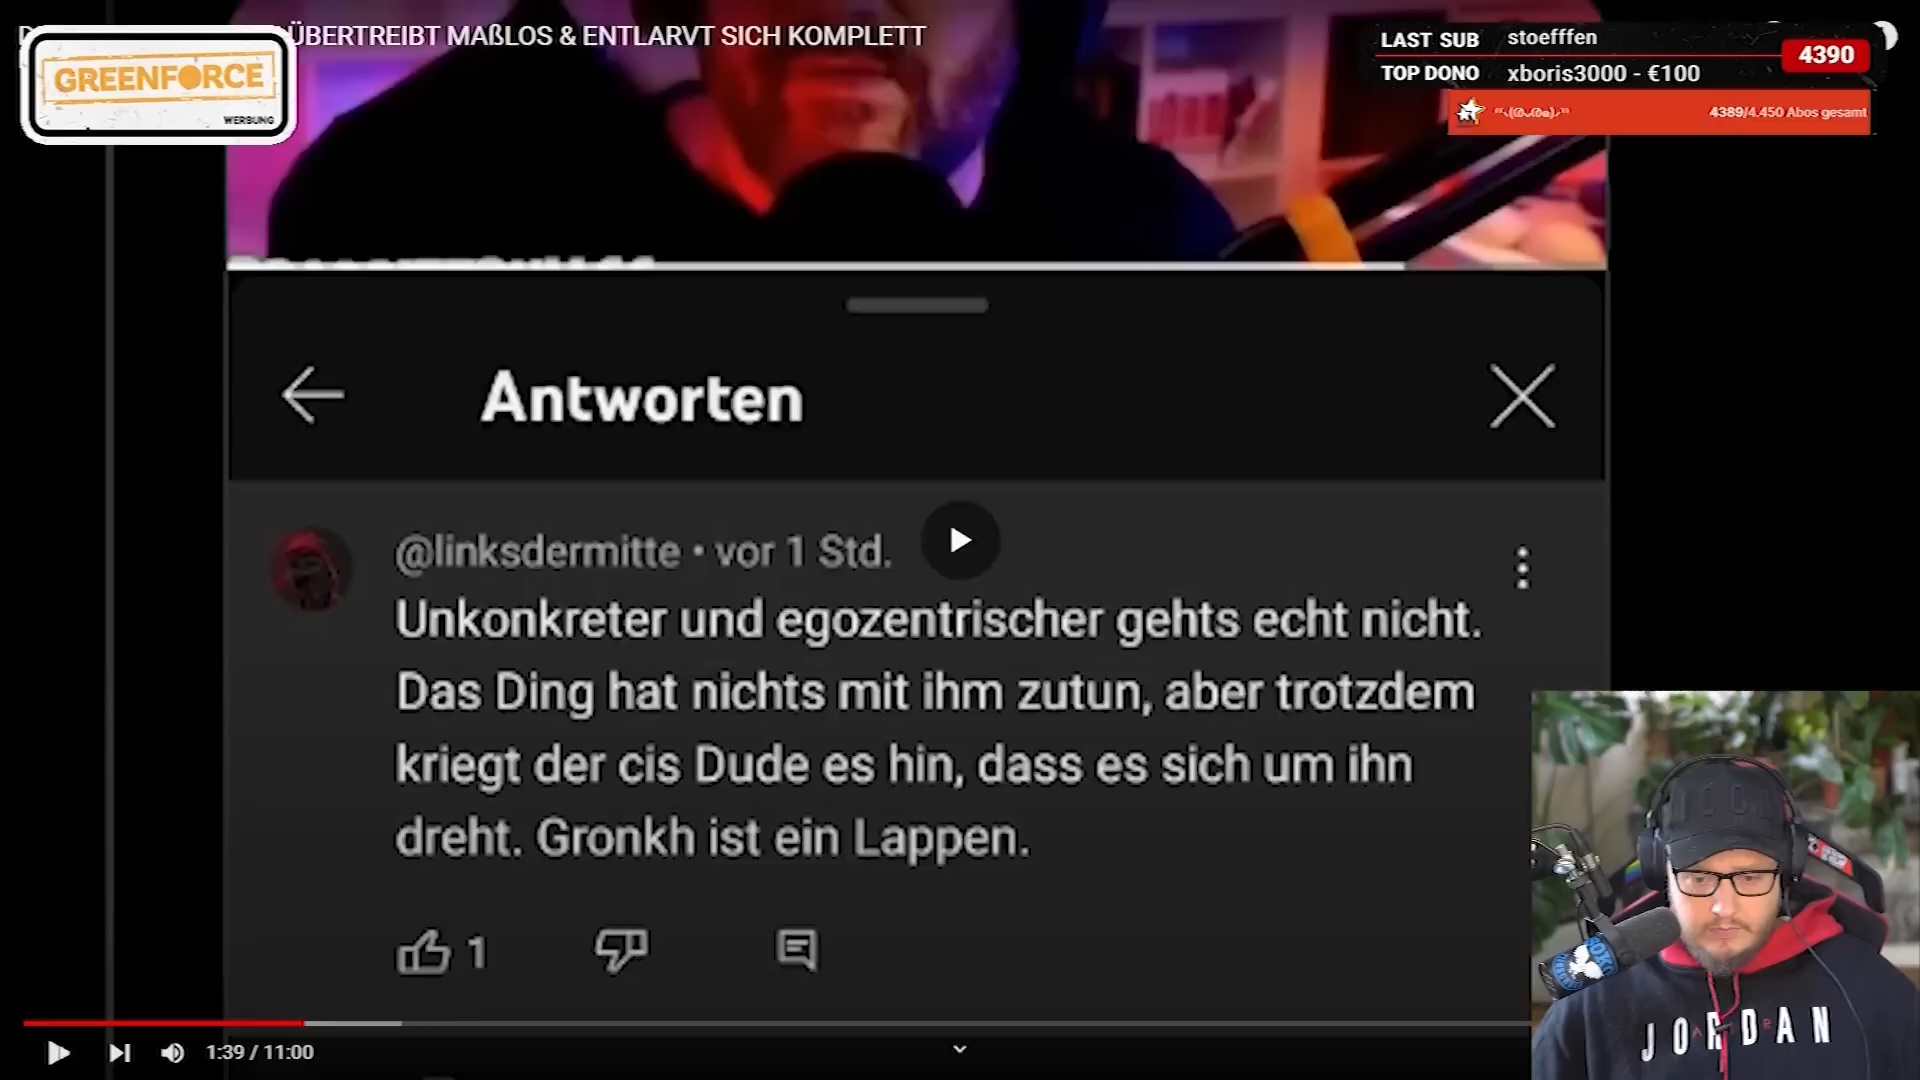 ÜBERTREIBT MAßLOS & ENTLARVT SICH KOMPLETT
GREENFORCE
WERBUNG
LAST SUB stoefffen
TOP DONO xboris3000 - €100
4390
4389/4.450 Abos gesamt
Antworten
@linksdermitte • vor 1 Std.
Unkonkreter und egozentrischer gehts echt nicht.
Das Ding hat nichts mit ihm zutun, aber trotzdem
kriegt der cis Dude es hin, dass es sich um ihn
dreht. Gronkh ist ein Lappen.
1
ICON
JORDAN
1:39 / 11:00